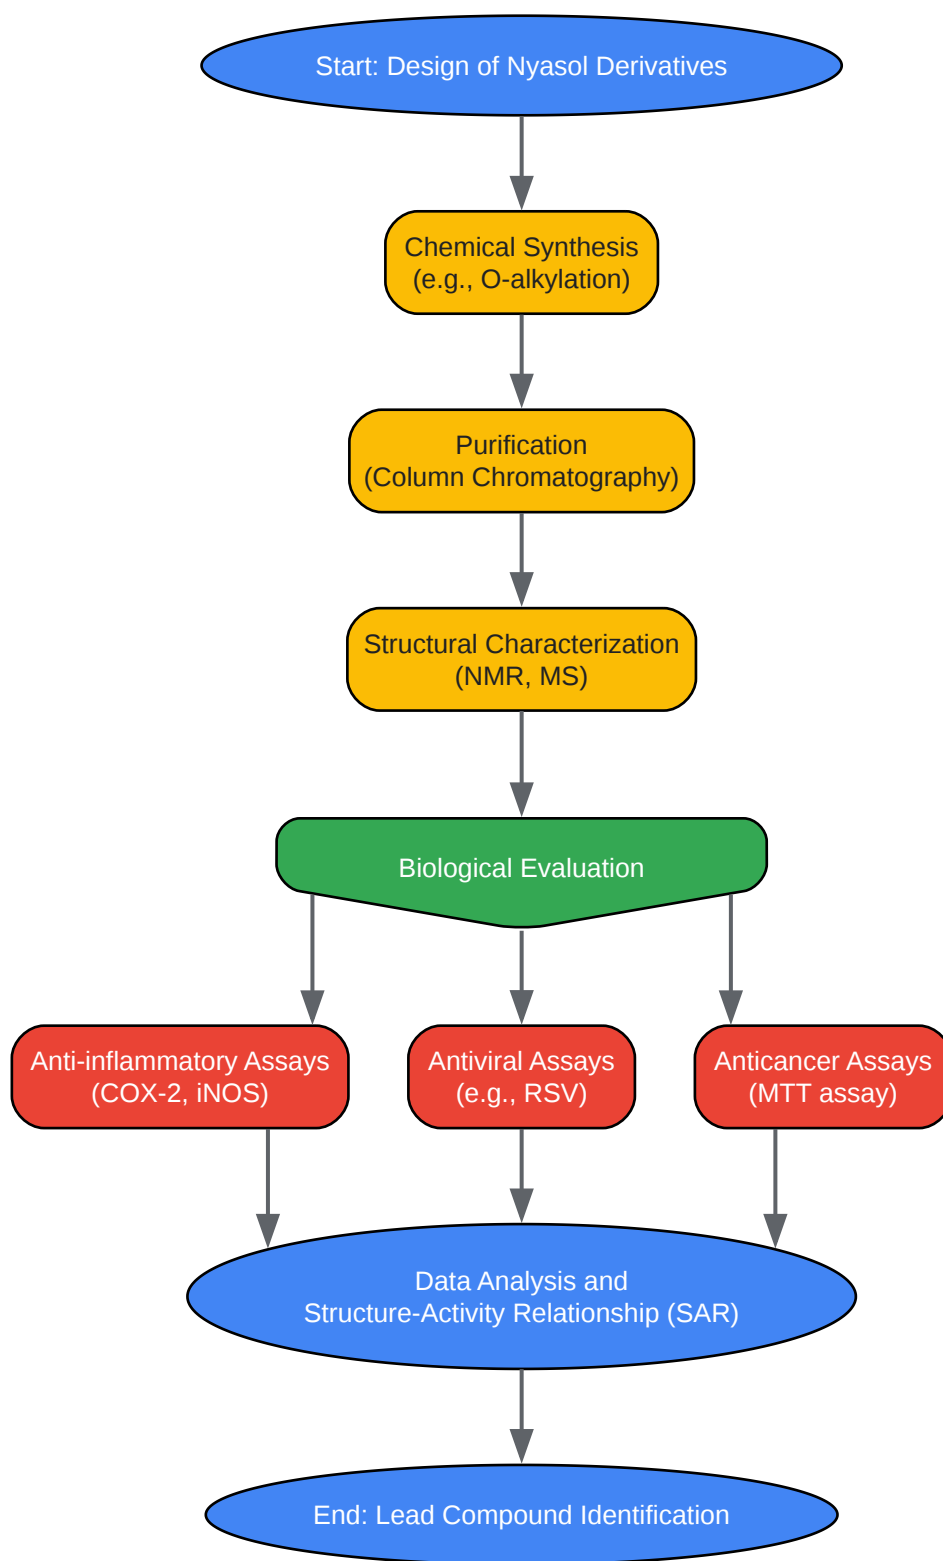 Start: Design of Nyasol Derivatives
Chemical Synthesis
(e.g., O-alkylation)
Purification
(Column Chromatography)
Structural Characterization
(NMR, MS)
Biological Evaluation
Anti-inflammatory Assays
(COX-2, iNOS)
Antiviral Assays
(e.g., RSV)
Anticancer Assays
(MTT assay)
Data Analysis and
Structure-Activity Relationship (SAR)
End: Lead Compound Identification